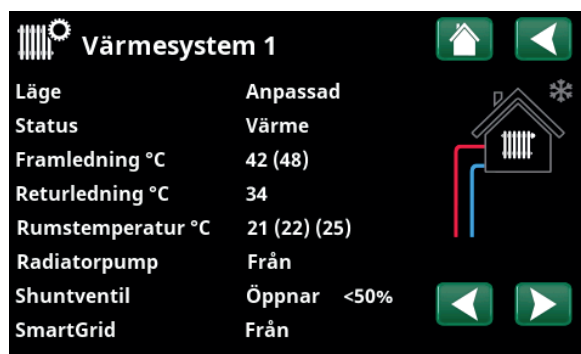 Värmesystem 1
Läge Anpassad
Status Värme
Framledning °C 42 (48)
Returledning °C 34
Rumstemperatur °C 21 (22) (25)
Radiatorpump Från
Shuntventil Öppnar <50%
SmartGrid Från